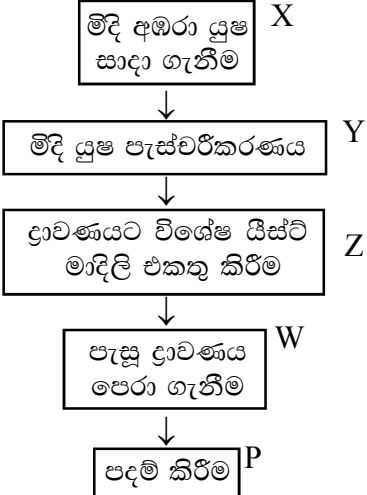 මිදි අඹරා යුෂ
සාදා ගැනීම
X
මිදි යුෂ පැස්චරීකරණය
Y
ද්‍රාවණයට විශේෂ යීස්ට්
මාදිලි එකතු කිරීම
Z
පැසූ ද්‍රාවණය
පෙරා ගැනීම
W
පදම් කිරීම
P